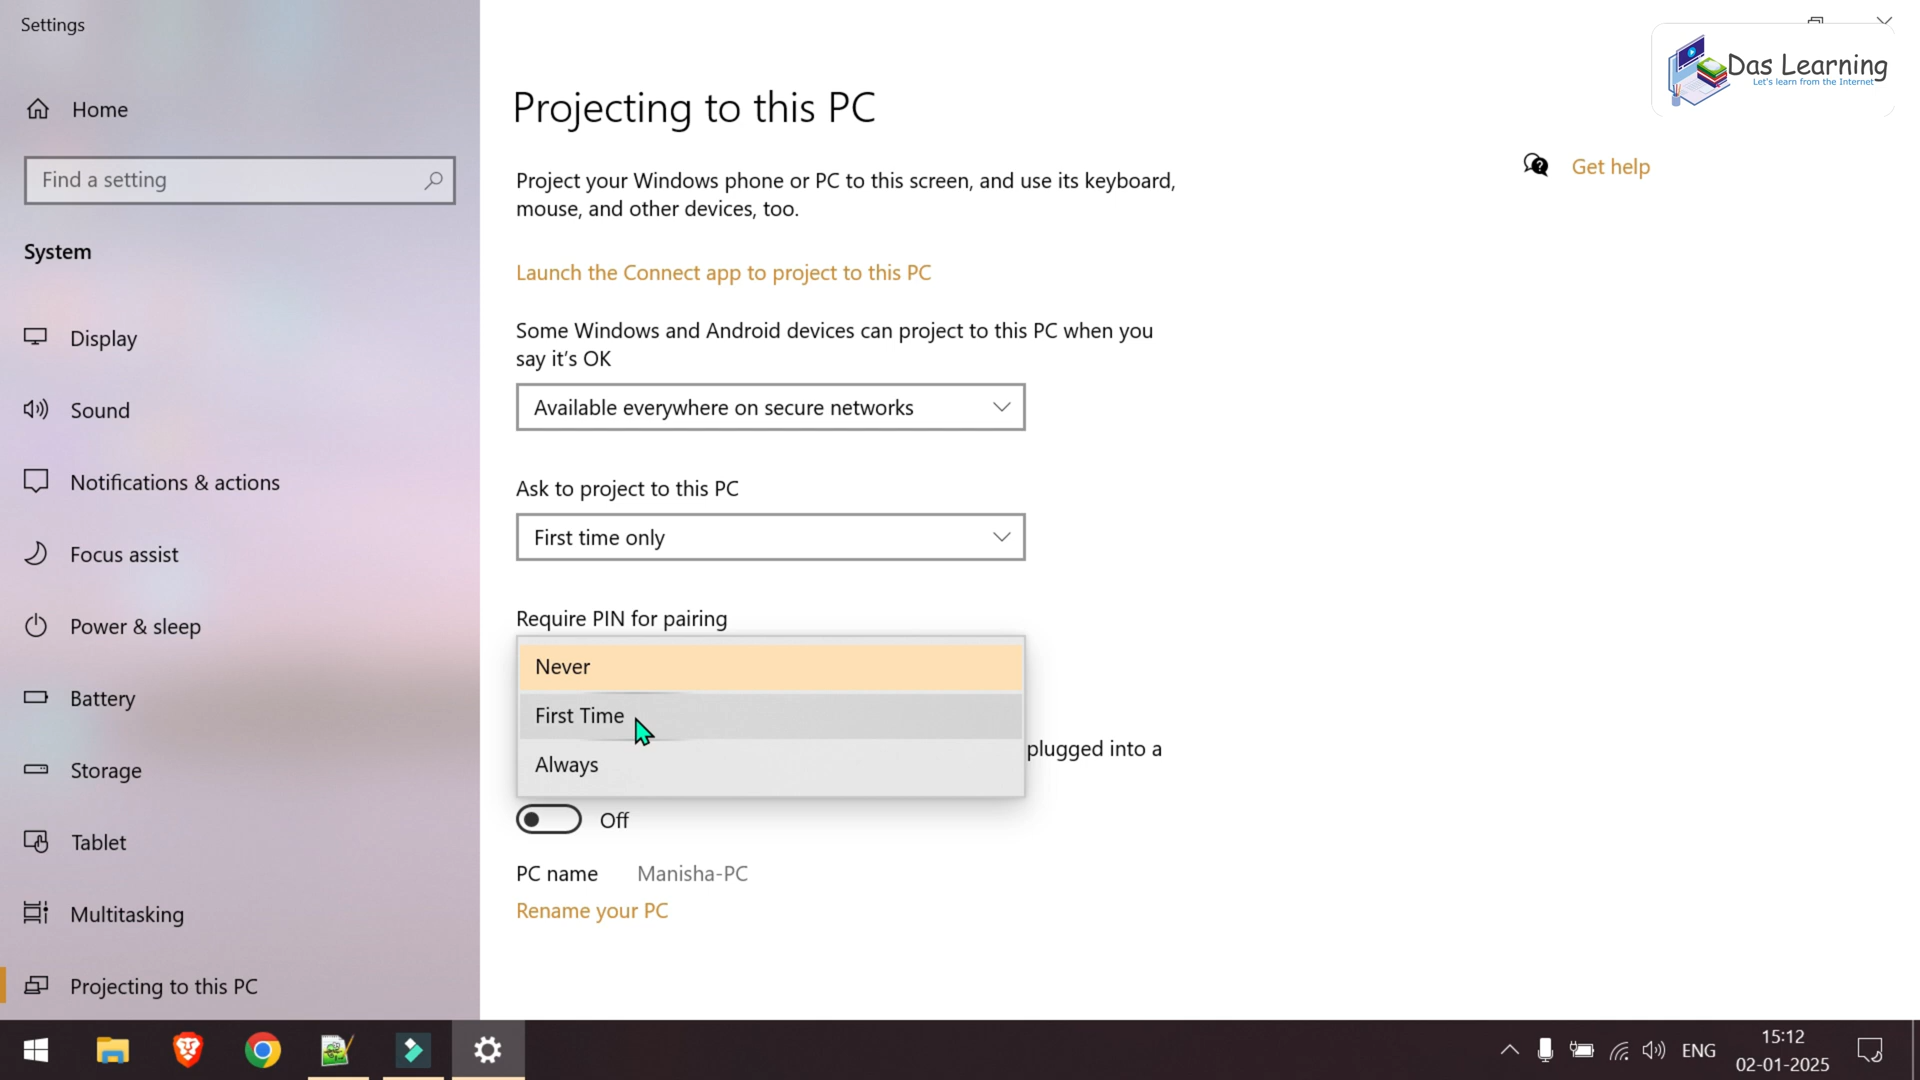 Settings
Das Learning
Let's learn from the Internet
Home
Find a setting
System
Display
Sound
Notifications & actions
Focus assist
Power & sleep
Battery
Storage
Tablet
Multitasking
Projecting to this PC
Projecting to this PC
Project your Windows phone or PC to this screen, and use its keyboard,
mouse, and other devices, too.
Launch the Connect app to project to this PC
Some Windows and Android devices can project to this PC when you
say it's OK
Available everywhere on secure networks
Ask to project to this PC
First time only
Require PIN for pairing
Never
First Time
Always
plugged into a
Off
PC name Manisha-PC
Rename your PC
Get help
ENG
15:12
02-01-2025